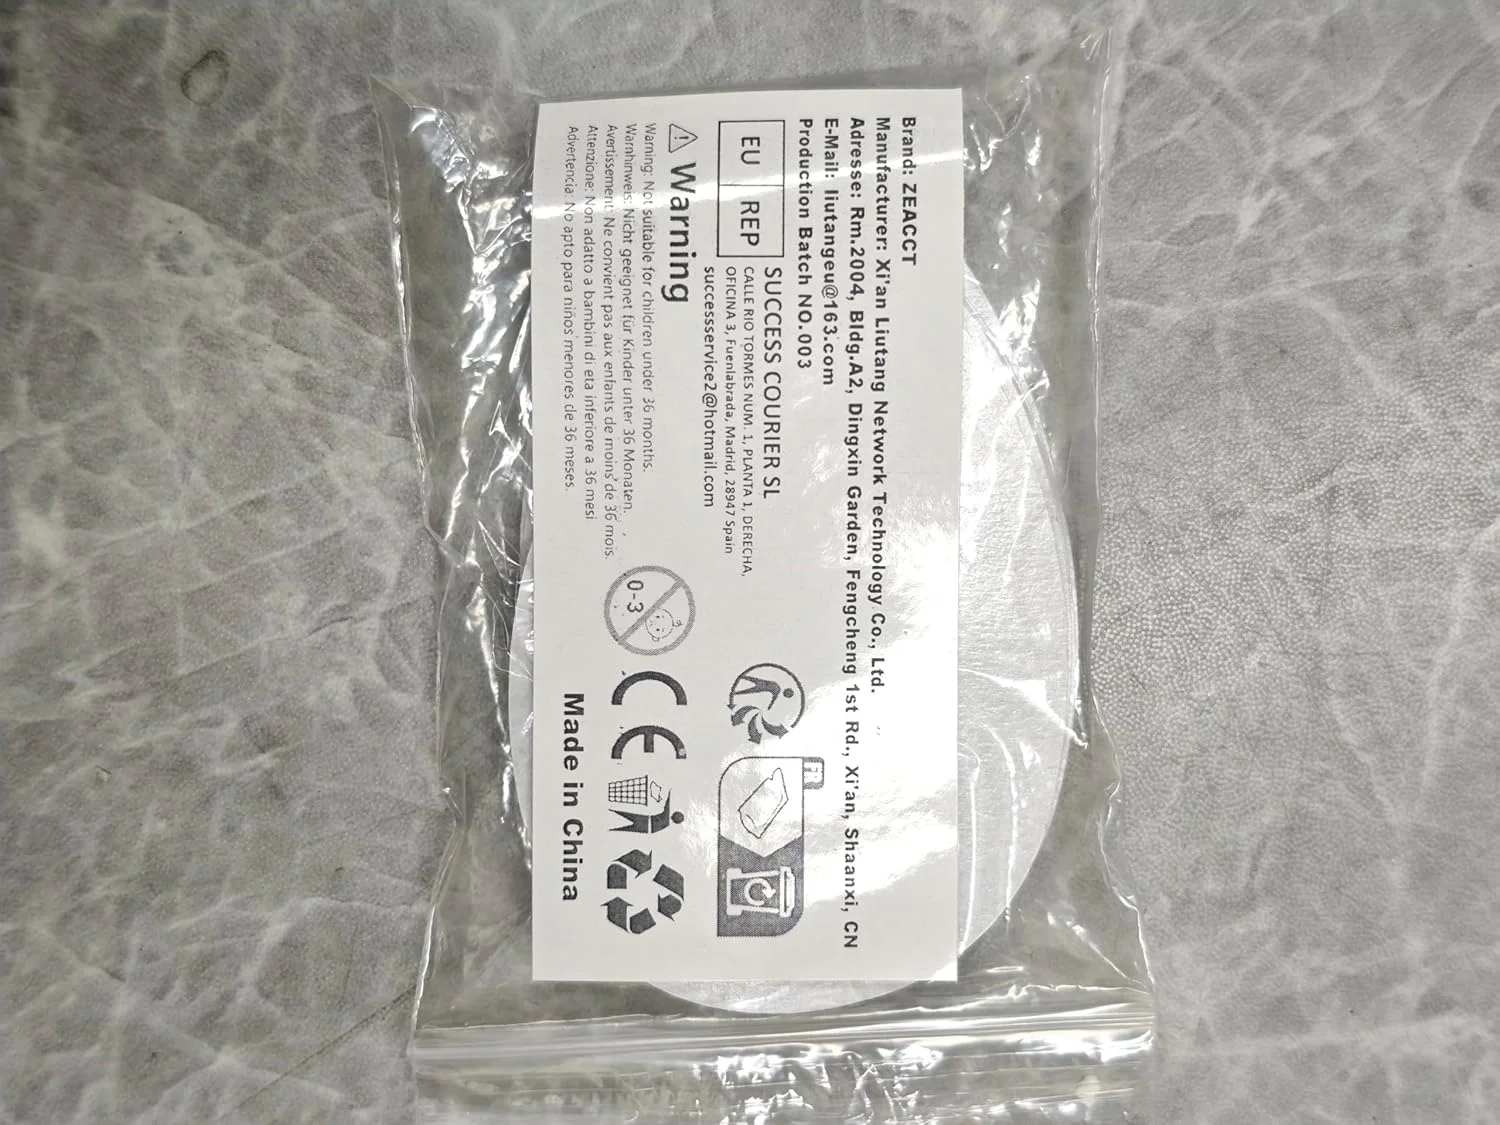 Brand: ZEACCT
Manufacturer: Xi'an Liutang Network Technology Co., Ltd.
Adresse: Rm.2004, Bldg.A2, Dingxin Garden, Fengcheng 1st Rd., Xi'an, Shaanxi, CN
E-Mail: liutangeu@163.com
Production Batch NO.003
EU REP
SUCCESS COURIER SL
CALLE RIO TORMES NUM. 1, PLANTA 1, DERECHA,
OFICINA 3, Fuenlabrada, Madrid, 28947 Spain
successservice2@hotmail.com
FR
Warning
Warning: Not suitable for children under 36 months.
Warnhinweis: Nicht geeignet für Kinder unter 36 Monaten.
Avertissement: Ne convient pas aux enfants de moins de 36 mois.
Attenzione: Non adatto a bambini di eta inferiore a 36 mesi
Advertencia: No apto para niños menores de 36 meses.
0-3
CE
Made in China